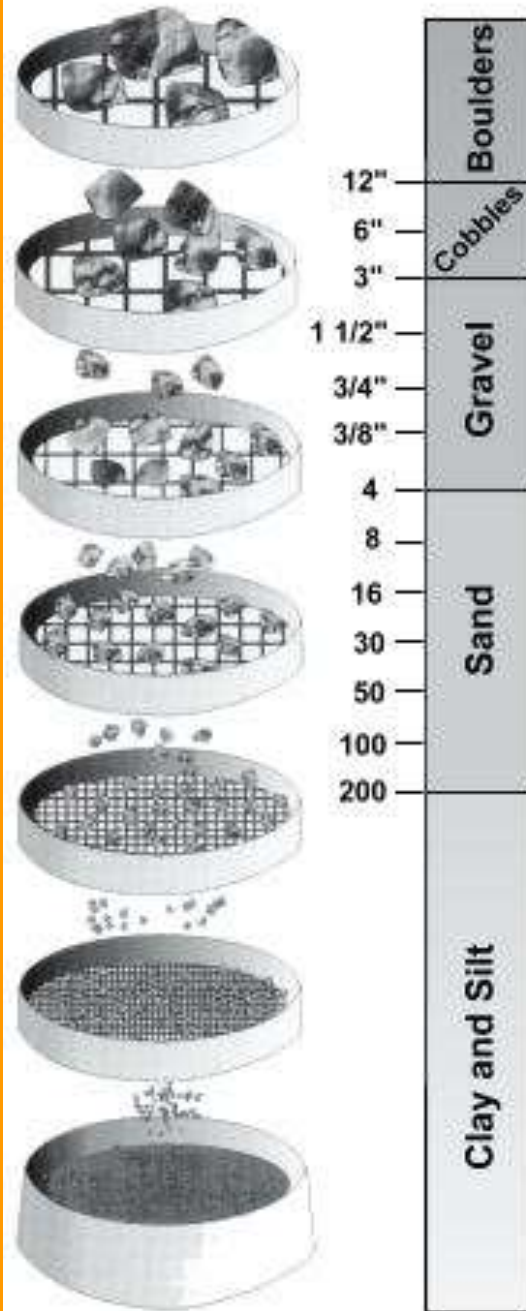 Boulders
12"
Cobbles
6"
3"
1 1/2"
Gravel
3/4"
3/8"
4
8
16
Sand
30
50
100
200
Clay and Silt